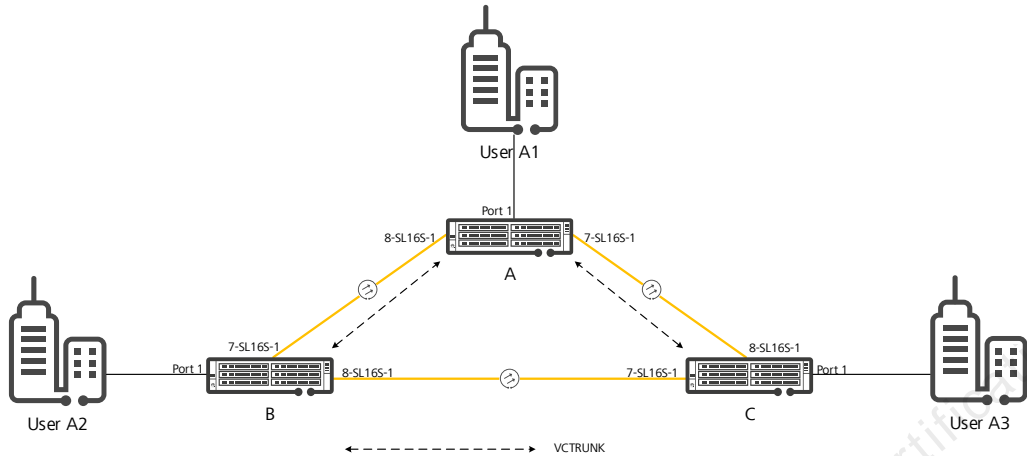 User A1
Port 1
8-SL16S-1
7-SL16S-1
A
7-SL16S-1
8-SL16S-1
Port 1
8-SL16S-1
7-SL16S-1
Port 1
B
C
User A2
User A3
VCTRUNK